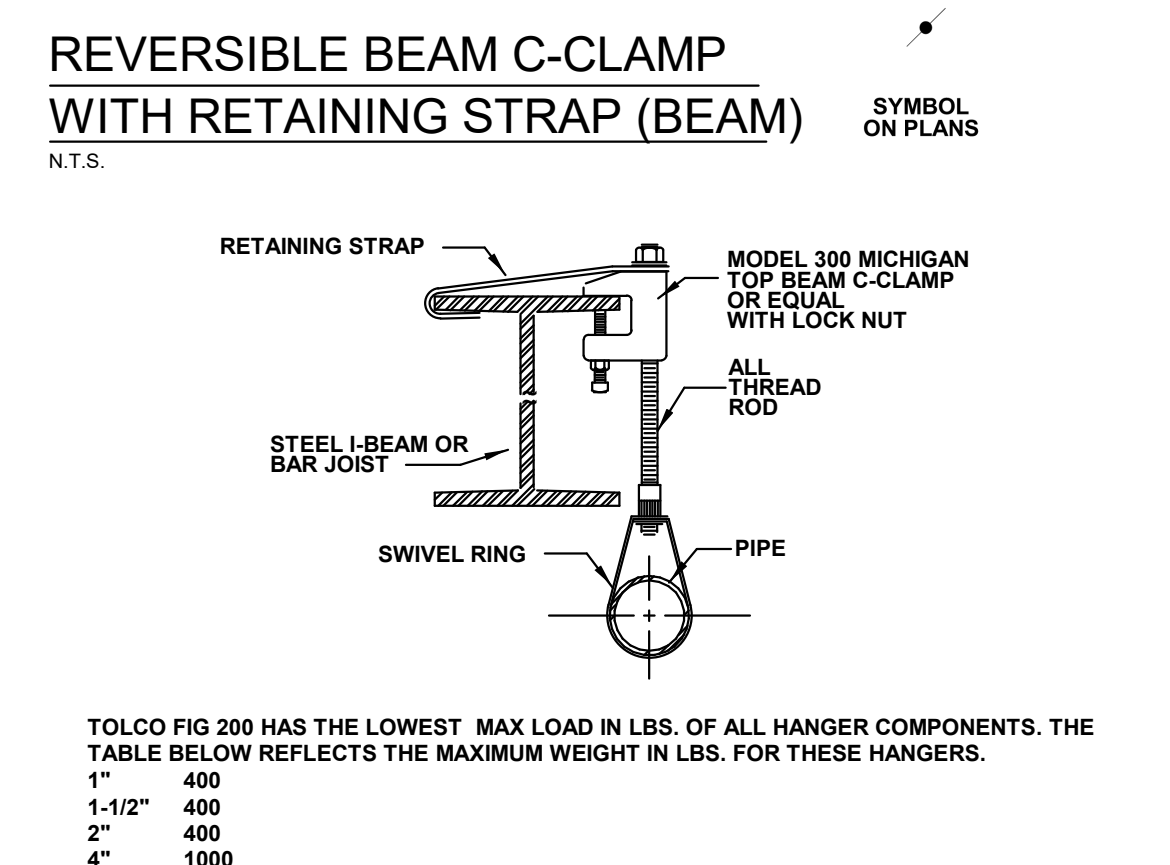 REVERSIBLE BEAM C-CLAMP
WITH RETAINING STRAP (BEAM)
N.T.S.
SYMBOL
ON PLANS
RETAINING STRAP
MODEL 300 MICHIGAN
TOP BEAM C-CLAMP
OR EQUAL
WITH LOCK NUT
ALL
THREAD
ROD
STEEL I-BEAM OR
BAR JOIST
SWIVEL RING
PIPE
TOLCO FIG 200 HAS THE LOWEST MAX LOAD IN LBS. OF ALL HANGER COMPONENTS. THE
TABLE BELOW REFLECTS THE MAXIMUM WEIGHT IN LBS. FOR THESE HANGERS.
1" 400
1-1/2" 400
2" 400
4" 1000